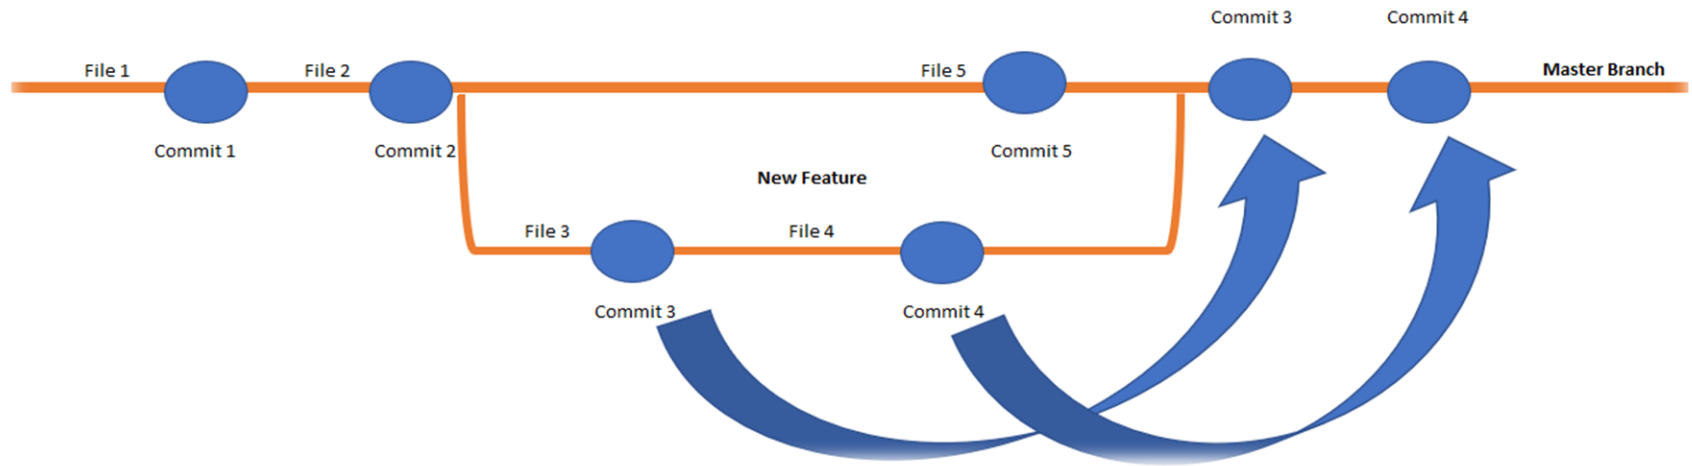 Commit 3
Commit 4
File 1
File 2
File 5
Master Branch
Commit 1
Commit 2
Commit 5
New Feature
File 3
File 4
Commit 3
Commit 4